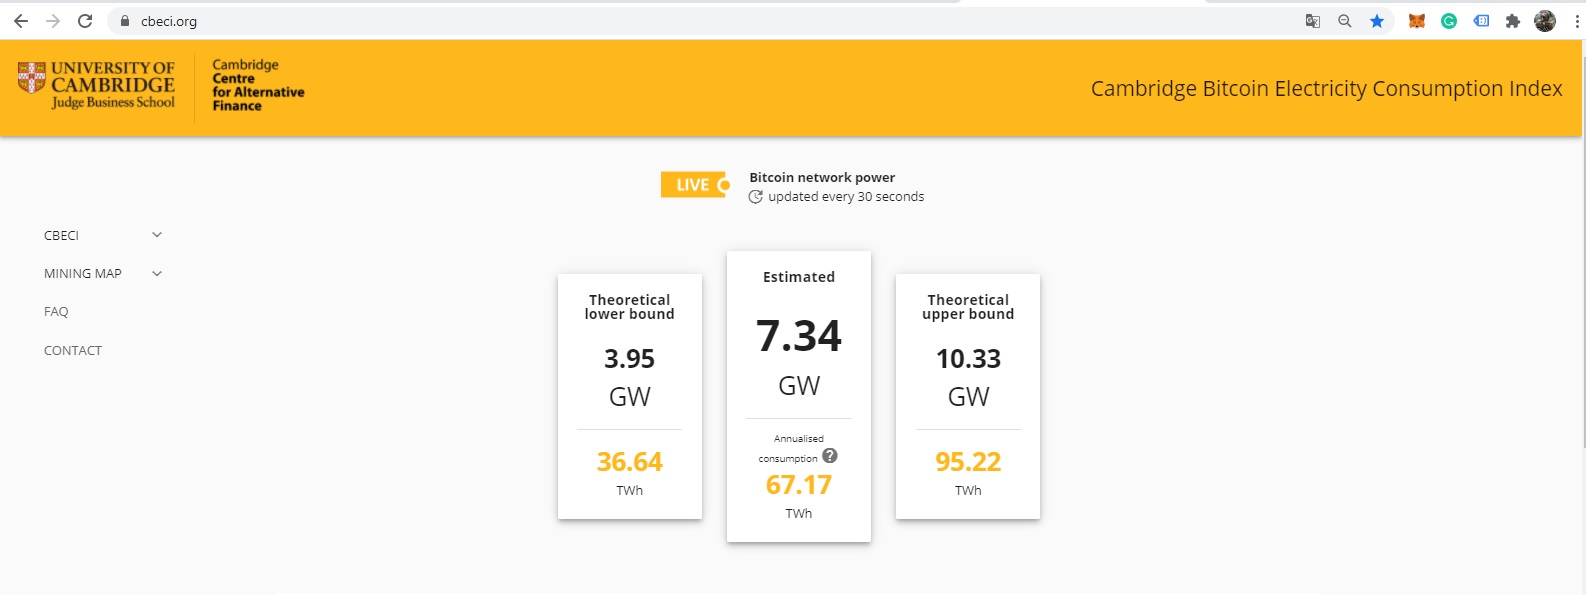 cbeci.org
UNIVERSITY OF
CAMBRIDGE
Judge Business School
Cambridge
Centre
for Alternative
Finance
Cambridge Bitcoin Electricity Consumption Index
LIVE
Bitcoin network power
updated every 30 seconds
CBECI
MINING MAP
FAQ
CONTACT
Theoretical
lower bound
3.95
GW
36.64
TWh
Estimated
7.34
GW
Annualised
consumption ?
67.17
TWh
Theoretical
upper bound
10.33
GW
95.22
TWh